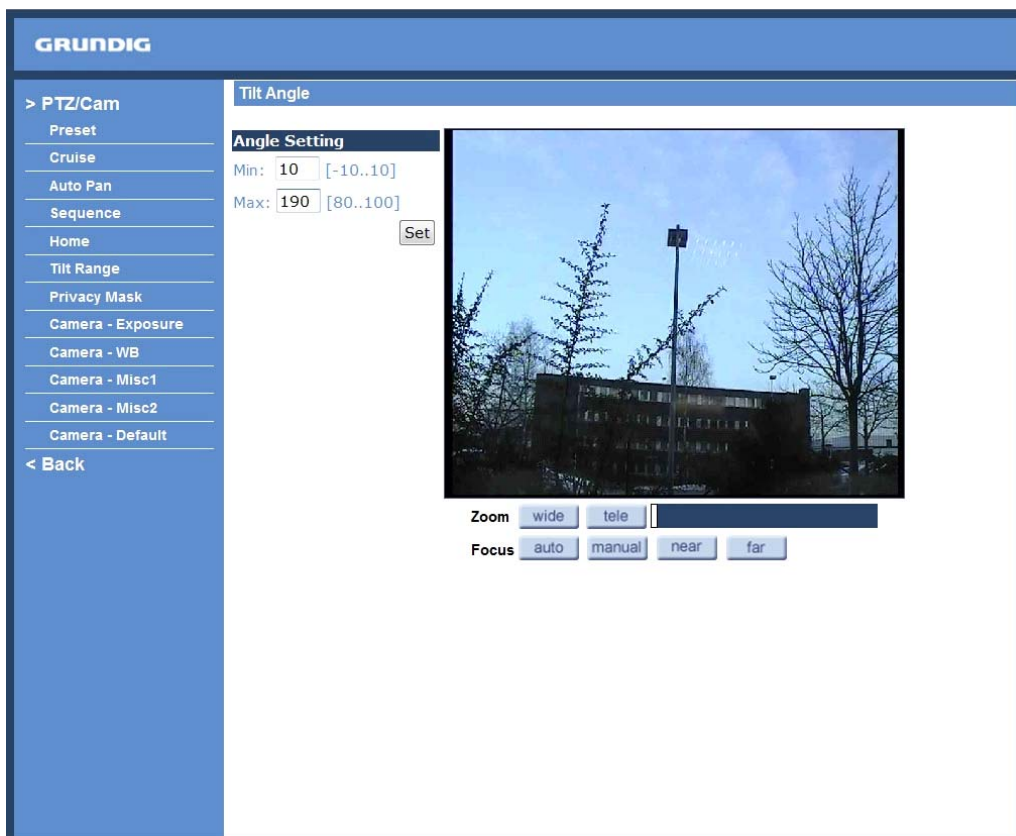 GRUNDIG
> PTZ/Cam
Preset
Cruise
Auto Pan
Sequence
Home
Tilt Range
Privacy Mask
Camera - Exposure
Camera - WB
Camera - Misc1
Camera - Misc2
Camera - Default
< Back
Tilt Angle
Angle Setting
Min: 10 [-10..10]
Max: 190 [80..100]
Set
Zoom wide tele
Focus auto manual near far